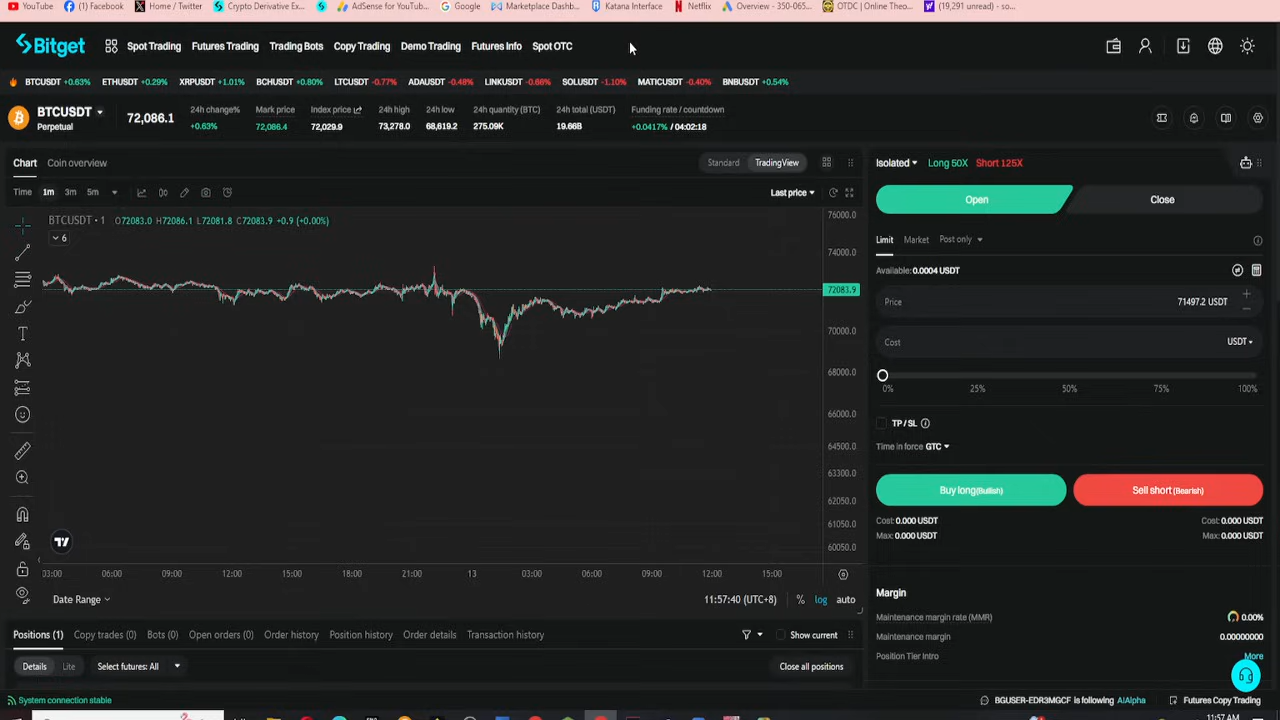 YouTube (3) Facebook Home / Twitter Crypto Derivative Ex... AdSense for YouTub... Google Marketplace Dashb... Katana Interface Netflix Overview - 350-065... OTDC | Online Theo... (19,291 unread) - so...
Bitget Spot Trading Futures Trading Trading Bots Copy Trading Demo Trading Futures Info Spot OTC
BTCUSDT +0.63% ETHUSDT +0.29% XRPUSDT +1.01% BCHUSDT +0.80% LTCUSDT -0.77% ADAUSDT -0.48% LINKUSDT -0.66% SOLUSDT -1.10% MATICUSDT -0.40% BNBUSDT +0.54%
BTCUSDT 72,086.1 24h change% Mark price Index price 24h high 24h low 24h quantity (BTC) 24h total (USDT) Funding rate / countdown
Perpetual +0.63% 72,086.4 72,029.9 73,278.0 68,619.2 275.09K 19.66B +0.0417% / 04:02:18
Chart Coin overview Standard TradingView
Time 1m 3m 5m Last price
BTCUSDT • 1 O72083.0 H72086.1 L72081.8 C72083.9 +0.9 (+0.00%)
6
76000.0
74000.0
72083.9
70000.0
68000.0
66000.0
64500.0
63300.0
62050.0
61050.0
60050.0
03:00 06:00 09:00 12:00 15:00 18:00 21:00 13 03:00 06:00 09:00 12:00 15:00
Date Range 11:57:40 (UTC+8) % log auto
Isolated Long 50X Short 125X
Open Close
Limit Market Post only
Available: 0.0004 USDT
Price 71497.2 USDT
Cost USDT
0% 25% 50% 75% 100%
TP / SL
Time in force GTC
Buy long(Bullish) Sell short (Bearish)
Cost: 0.000 USDT Cost: 0.000 USDT
Max: 0.000 USDT Max: 0.000 USDT
Margin
Maintenance margin rate (MMR) 0.00%
Maintenance margin 0.00000000
Position Tier Intro More
Positions (1) Copy trades (0) Bots (0) Open orders (0) Order history Position history Order details Transaction history Show current
Details Lite Select futures: All Close all positions
System connection stable BGUSER-EDR3MGCF is following AIAlpha Futures Copy Trading
11:57 AM